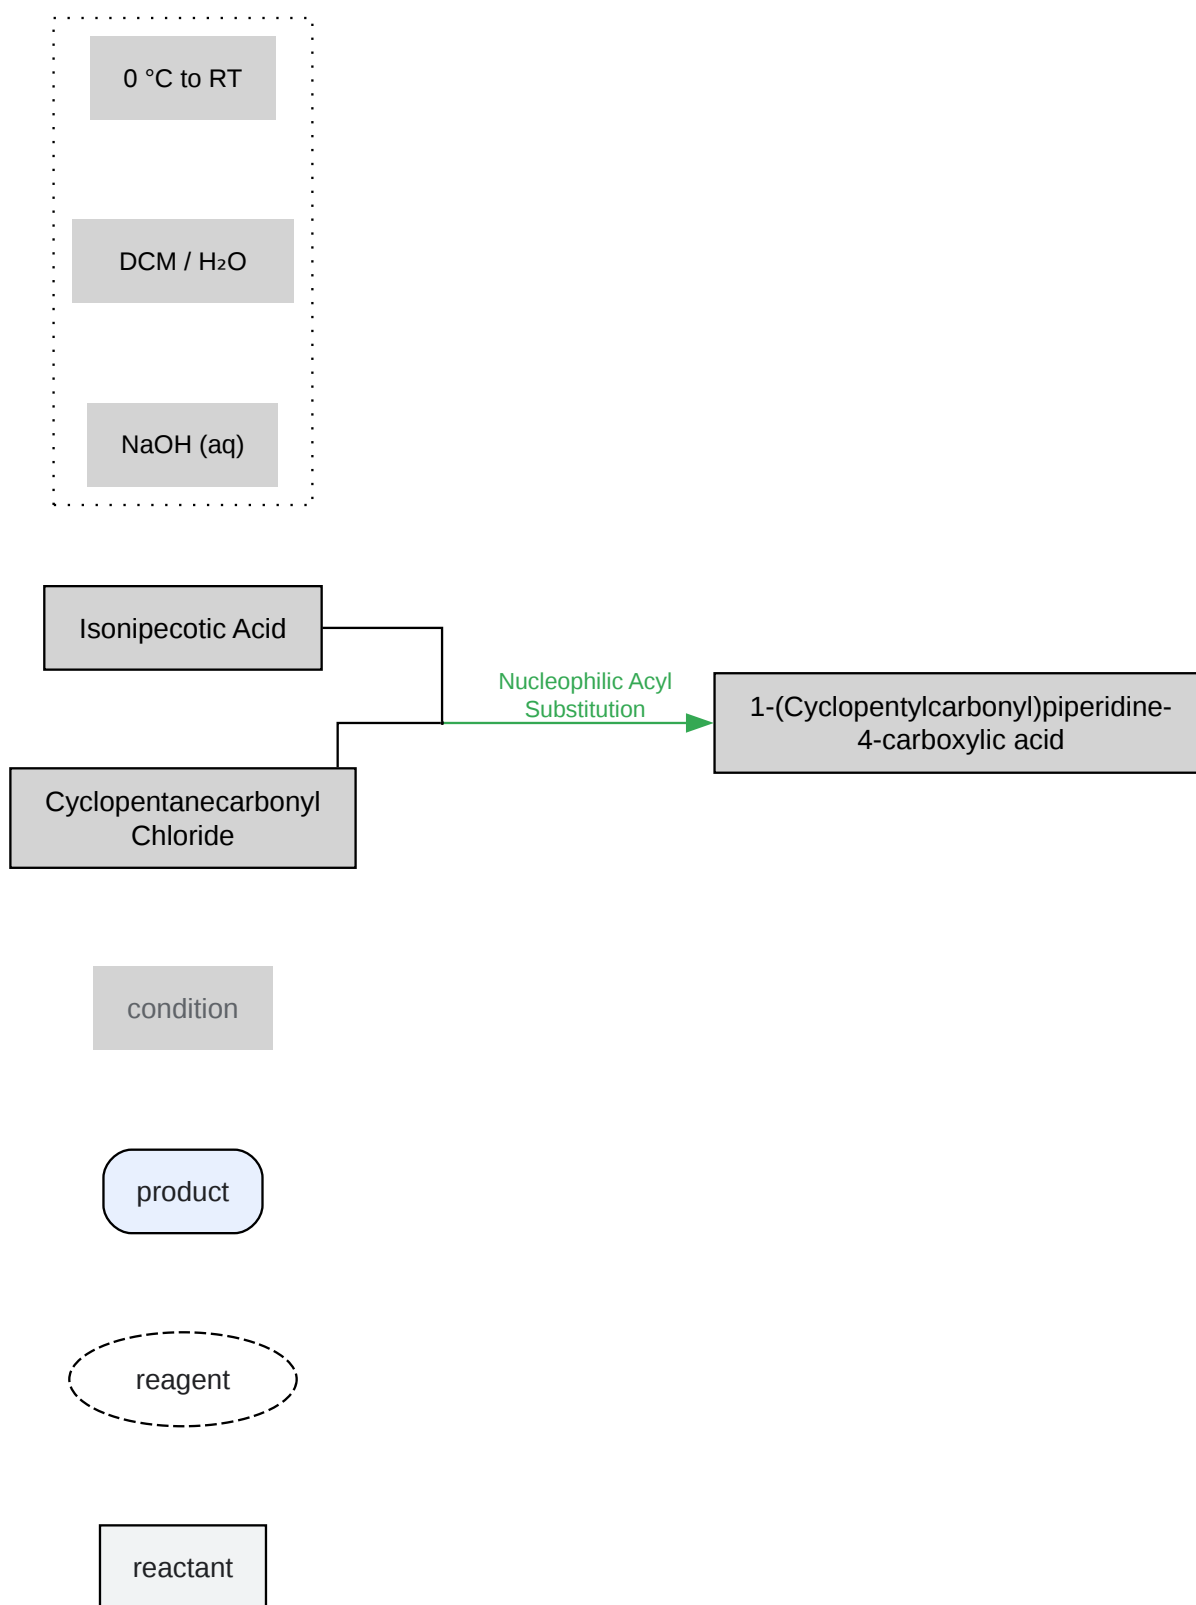 0 °C to RT
DCM / H₂O
NaOH (aq)
Isonipecotic Acid
Nucleophilic Acyl
Substitution
1-(Cyclopentylcarbonyl)piperidine-
4-carboxylic acid
Cyclopentanecarbonyl
Chloride
condition
product
reagent
reactant